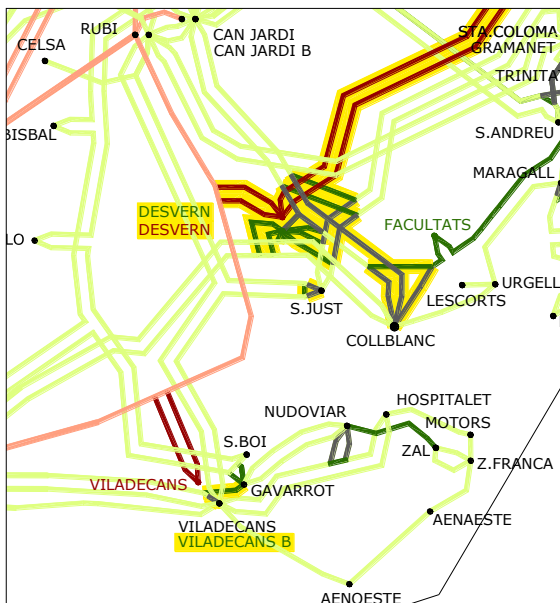 STA.COLOMA
GRAMANET
RUBI
CAN JARDI
CAN JARDI B
CELSA
TRINITA
BISBAL
S.ANDREU
MARAGALL
DESVERN
DESVERN
FACULTATS
LO
URGELL
LESCORTS
S.JUST
COLLBLANC
HOSPITALET
NUDOVIAR
MOTORS
S.BOI
ZAL
Z.FRANCA
VILADECANS
GAVARROT
VILADECANS
VILADECANS B
AENAESTE
AENOESTE